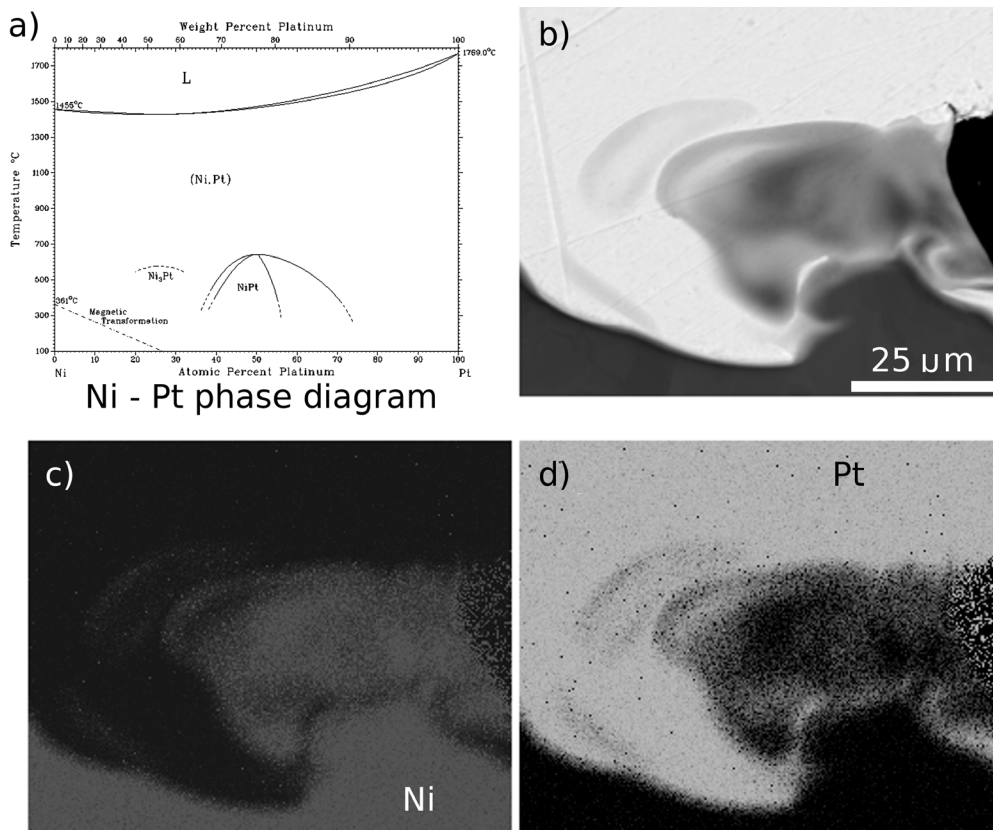 a)
Weight Percent Platinum
0 10 20 30 40 50 60 70 80 90 100
1769.0°C
1700
L
1500
1455°C
1300
Temperature °C
1100
(Ni,Pt)
900
700
Ni₃Pt
NiPt
500
361°C
Magnetic
Transformation
300
100
0 10 20 30 40 50 60 70 80 90 100
Ni
Atomic Percent Platinum
Pt
Ni - Pt phase diagram
b)
25 µm
c)
Ni
d)
Pt